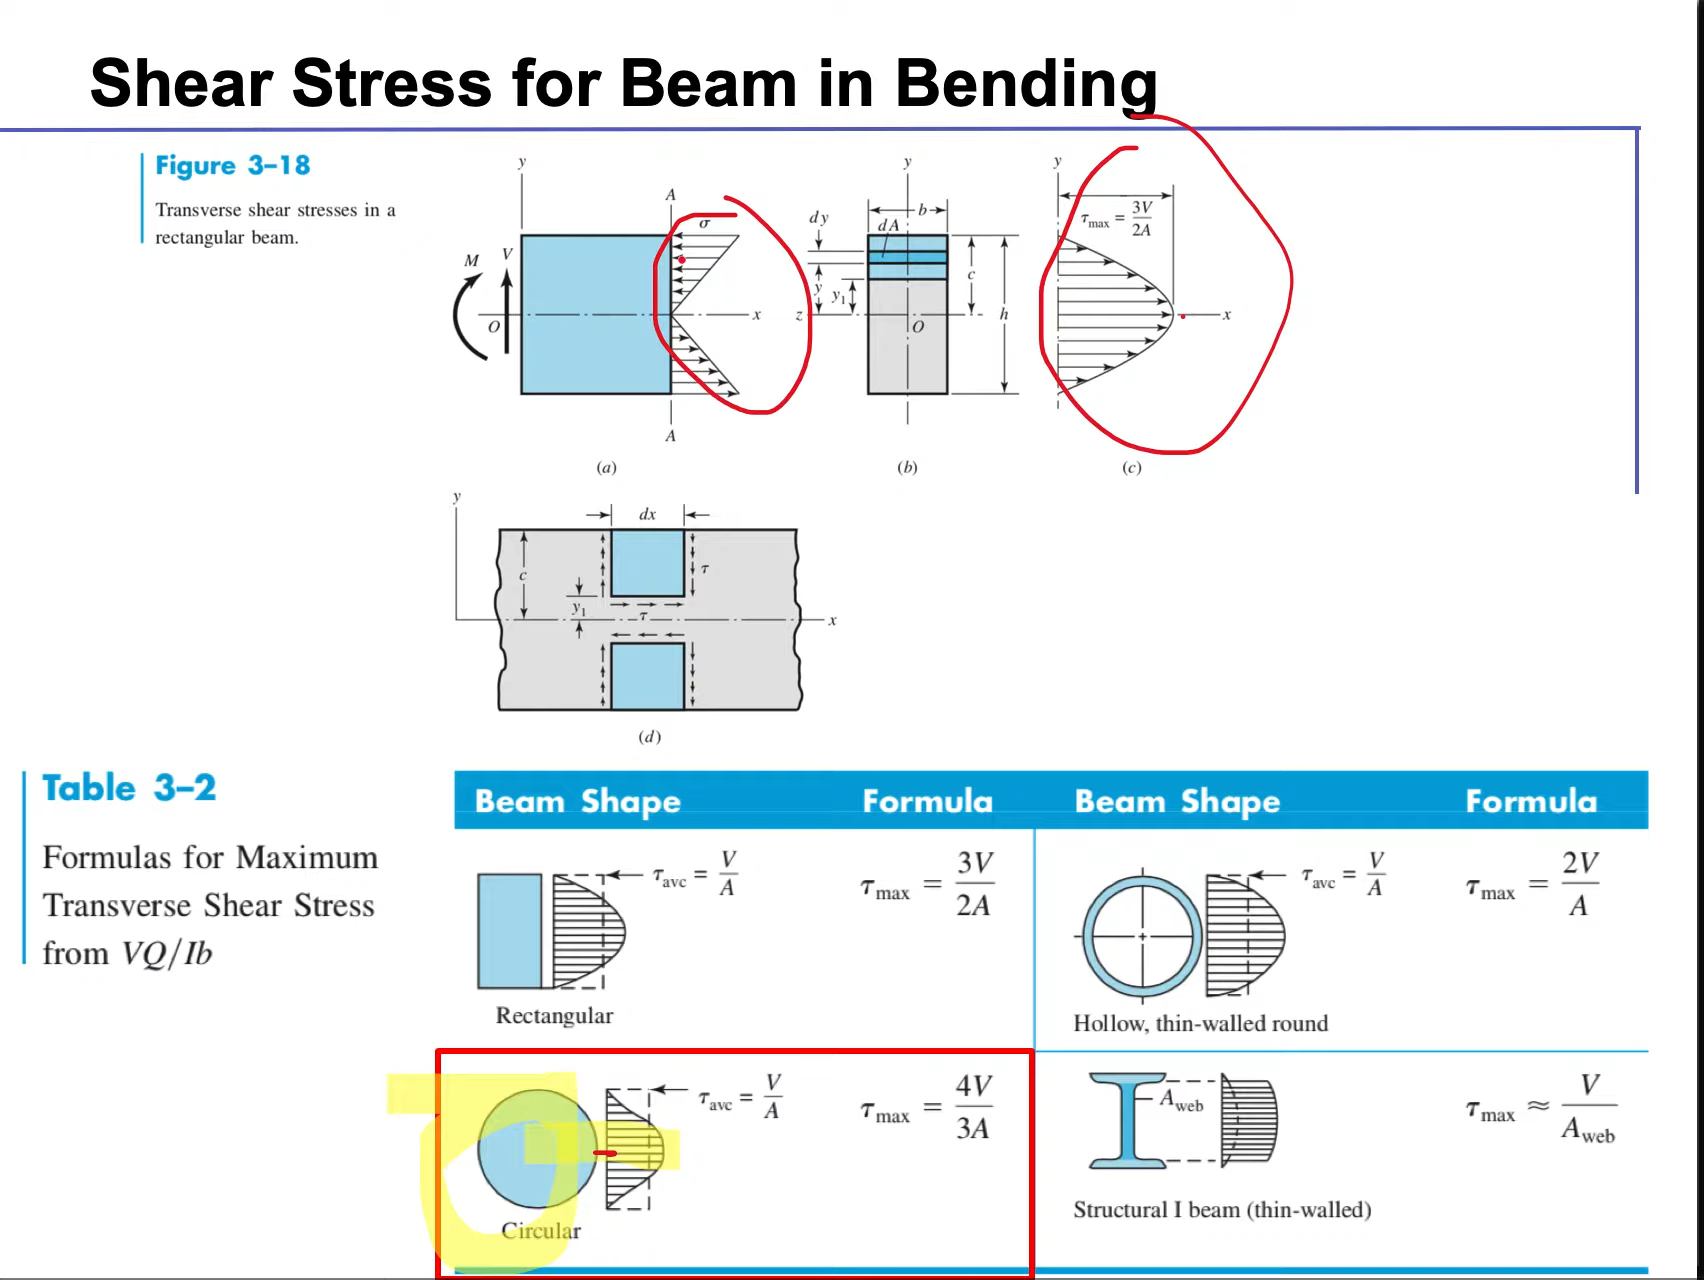 Shear Stress for Beam in Bending
Figure 3–18
Transverse shear stresses in a
rectangular beam.
y
A
σ
M
V
O
x
A
(a)
y
b
dy
dA
y
y₁
c
z
O
h
(b)
y
τmax = 3V/2A
x
(c)
y
dx
c
τ
y₁
τ
x
(d)
Table 3–2
Formulas for Maximum
Transverse Shear Stress
from VQ/Ib
Beam Shape Formula Beam Shape Formula
τavc = V/A
τmax = 3V/2A
Rectangular
τavc = V/A
τmax = 2V/A
Hollow, thin-walled round
τavc = V/A
τmax = 4V/3A
Circular
Aweb
τmax ≈ V/Aweb
Structural I beam (thin-walled)